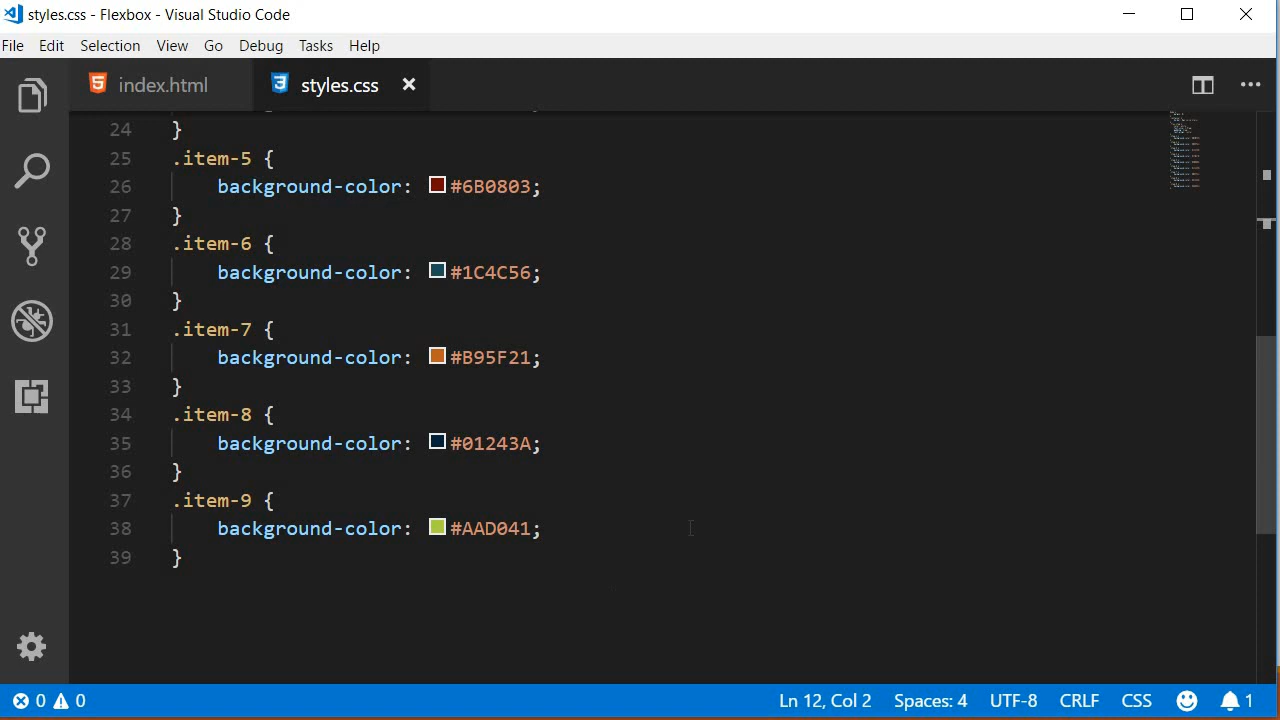 styles.css - Flexbox - Visual Studio Code
File Edit Selection View Go Debug Tasks Help
index.html styles.css
24 }
25 .item-5 {
26 background-color: #6B0803;
27 }
28 .item-6 {
29 background-color: #1C4C56;
30 }
31 .item-7 {
32 background-color: #B95F21;
33 }
34 .item-8 {
35 background-color: #01243A;
36 }
37 .item-9 {
38 background-color: #AAD041;
39 }
0 0 Ln 12, Col 2 Spaces: 4 UTF-8 CRLF CSS 1